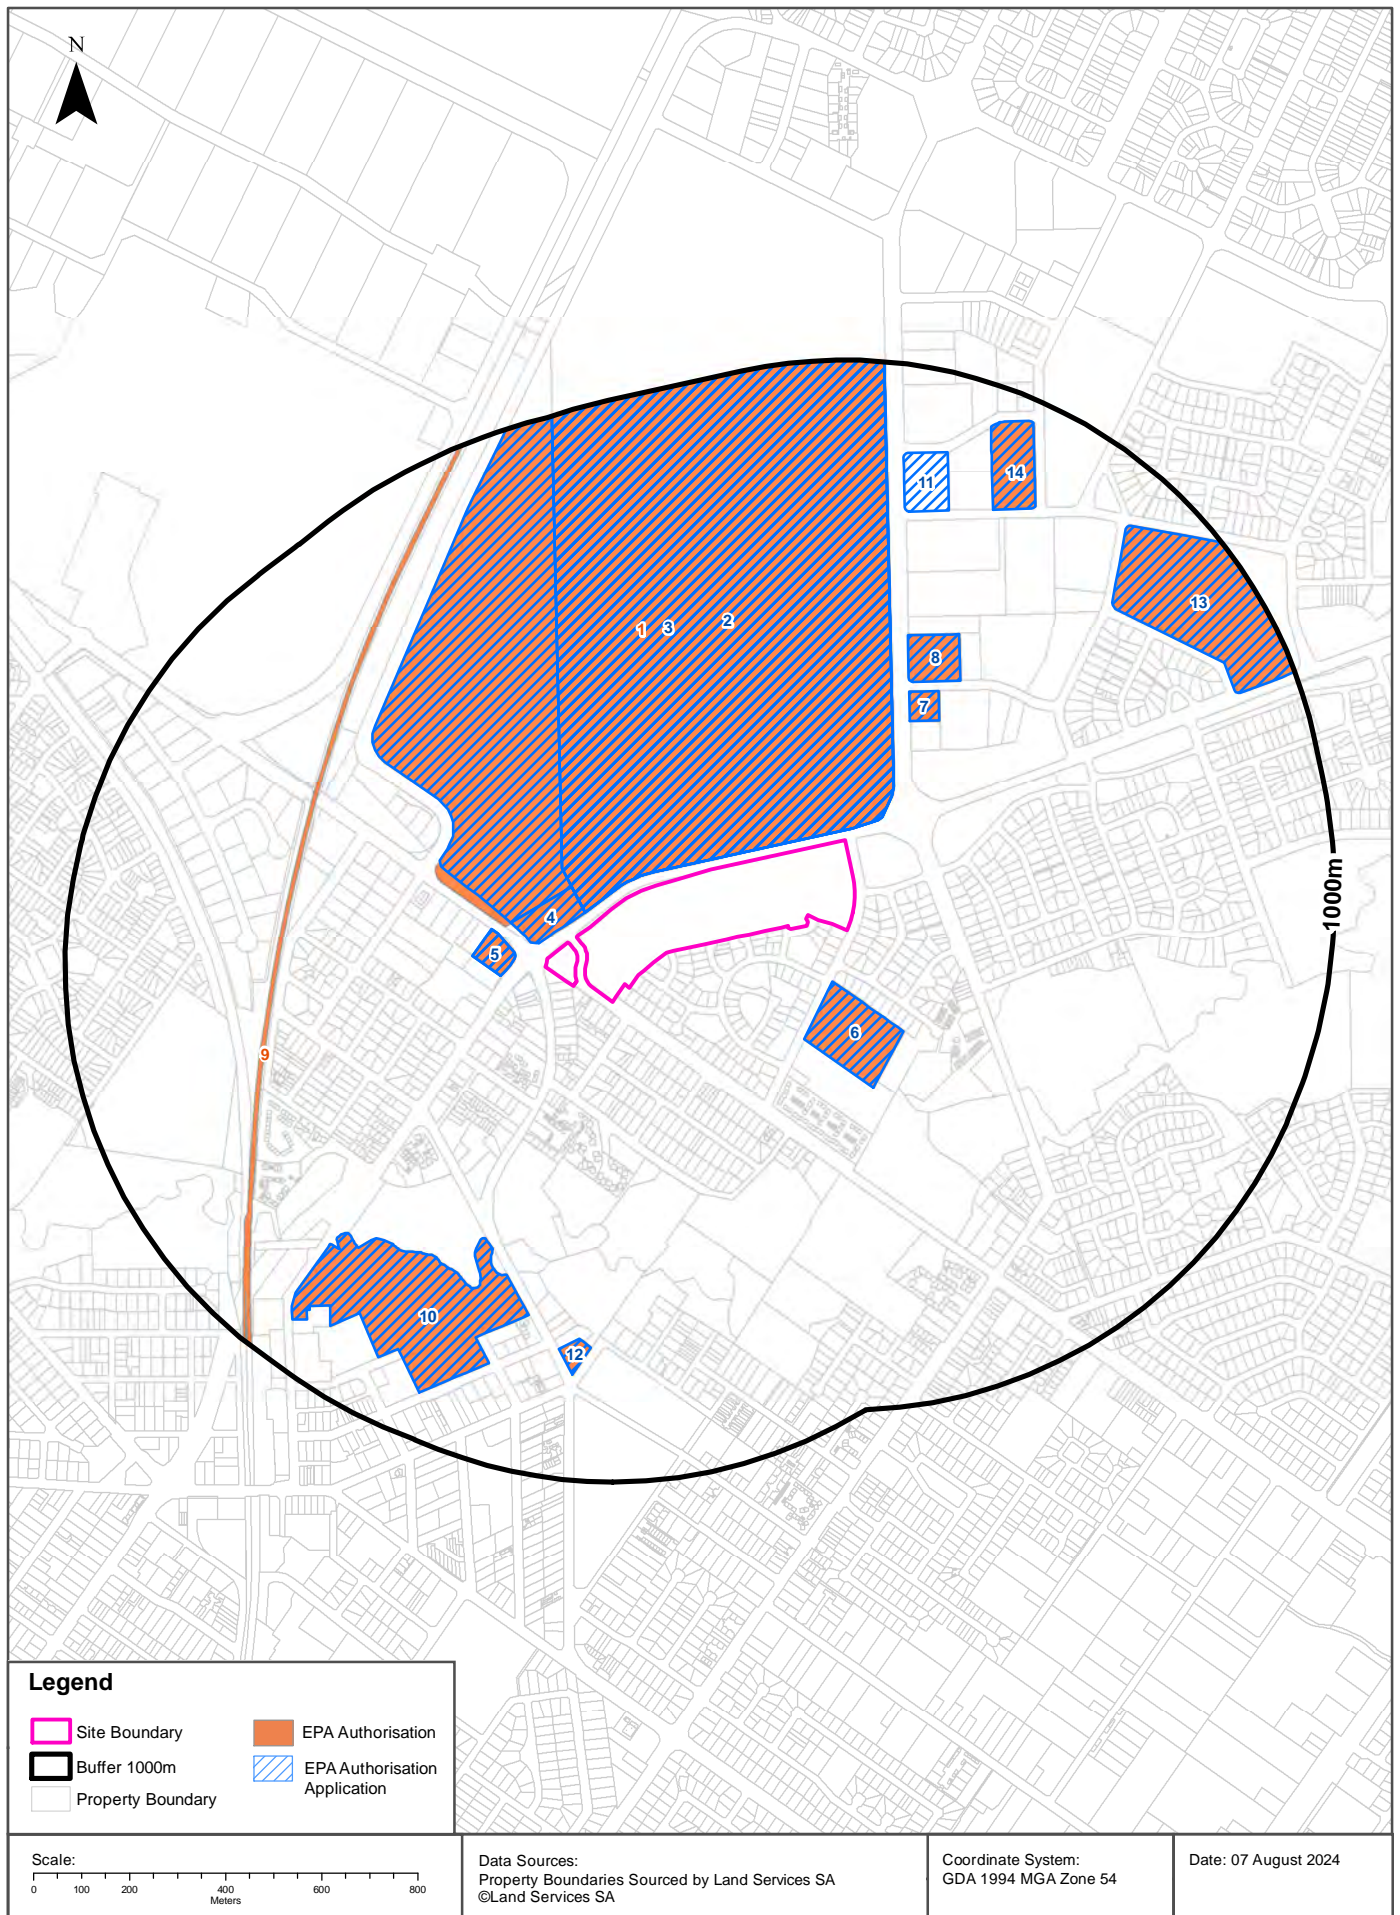 N
11
14
13
1
3
2
8
7
4
5
6
9
10
12
1000m
Legend
Site Boundary
Buffer 1000m
Property Boundary
EPA Authorisation
EPA Authorisation
Application
Scale:
0 100 200 400 600 800
Meters
Data Sources:
Property Boundaries Sourced by Land Services SA
©Land Services SA
Coordinate System:
GDA 1994 MGA Zone 54
Date: 07 August 2024